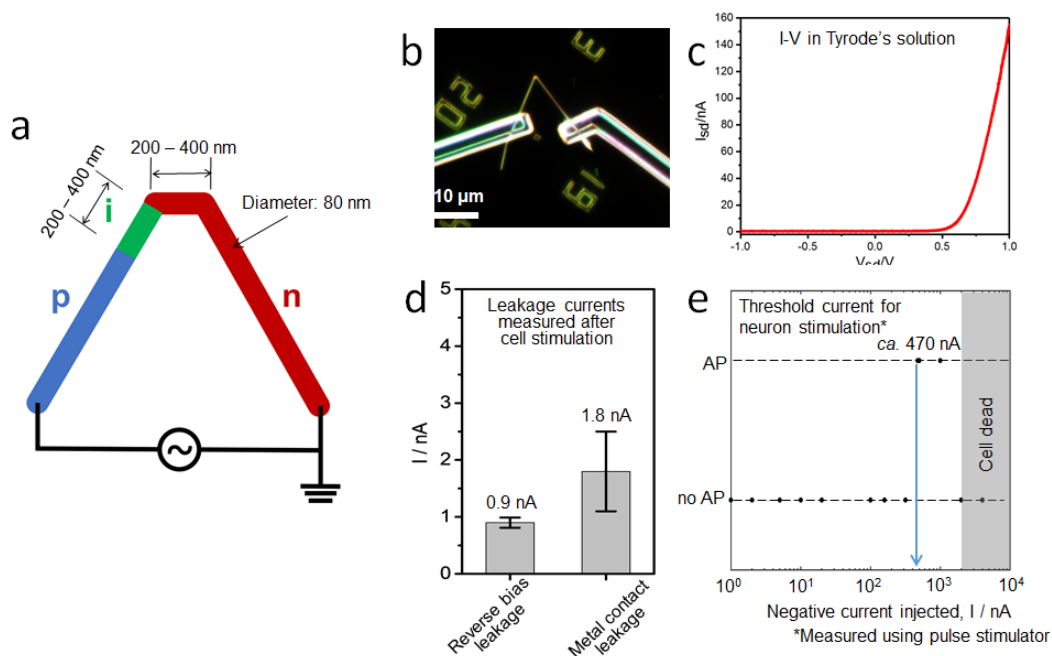 a
200 – 400 nm
200 – 400 nm
i
Diameter: 80 nm
p
n
b
10 µm
c
I-V in Tyrode's solution
Isd/nA
160
140
120
100
80
60
40
20
0
-1.0
-0.5
0.0
0.5
1.0
Vsd/V
d
Leakage currents
measured after
cell stimulation
I / nA
5
4
3
2
1
0
0.9 nA
1.8 nA
Reverse bias
leakage
Metal contact
leakage
e
Threshold current for
neuron stimulation*
ca. 470 nA
AP
no AP
Cell dead
10⁰
10¹
10²
10³
10⁴
Negative current injected, I / nA
*Measured using pulse stimulator